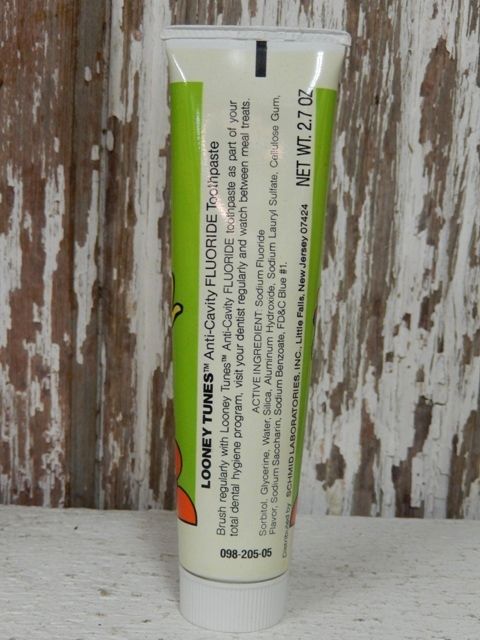 LOONEY TUNES™ Anti-Cavity FLUORIDE Toothpaste
Brush regularly with Looney Tunes™ Anti-Cavity FLUORIDE toothpaste as part of your
total dental hygiene program, visit your dentist regularly and watch between meal treats.
ACTIVE INGREDIENT: Sodium Fluoride
Sorbitol, Glycerine, Water, Silica, Aluminum Hydroxide, Sodium Lauryl Sulfate, Cellulose Gum,
Flavor, Sodium Saccharin, Sodium Benzoate, FD&C Blue #1.
Distributed by SCHMID LABORATORIES, INC., Little Falls, New Jersey 07424 NET WT. 2.7 OZ
098-205-05